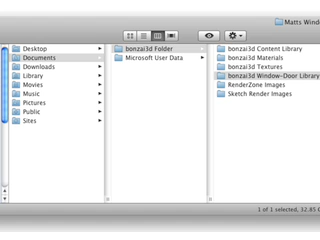 Matts Wind
Desktop
Documents
Downloads
Library
Movies
Music
Pictures
Public
Sites
bonzai3d Folder
Microsoft User Data
bonzai3d Content Library
bonzai3d Materials
bonzai3d Textures
bonzai3d Window-Door Library
RenderZone Images
Sketch Render Images
1 of 1 selected, 32.85 G